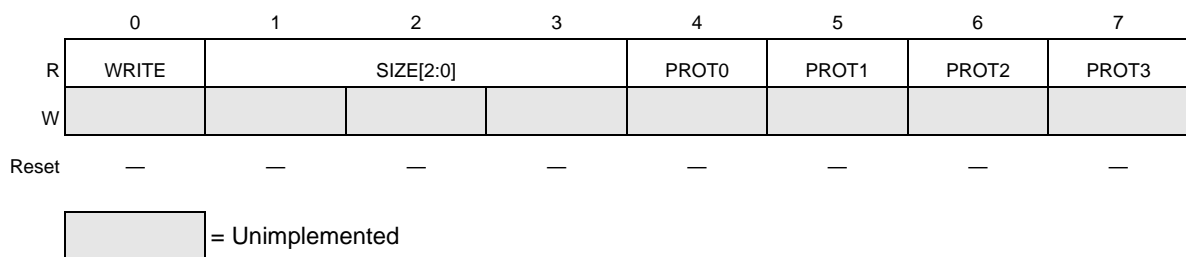 0 1 2 3 4 5 6 7
R WRITE SIZE[2:0] PROT0 PROT1 PROT2 PROT3
W
Reset — — — — — — — —
= Unimplemented